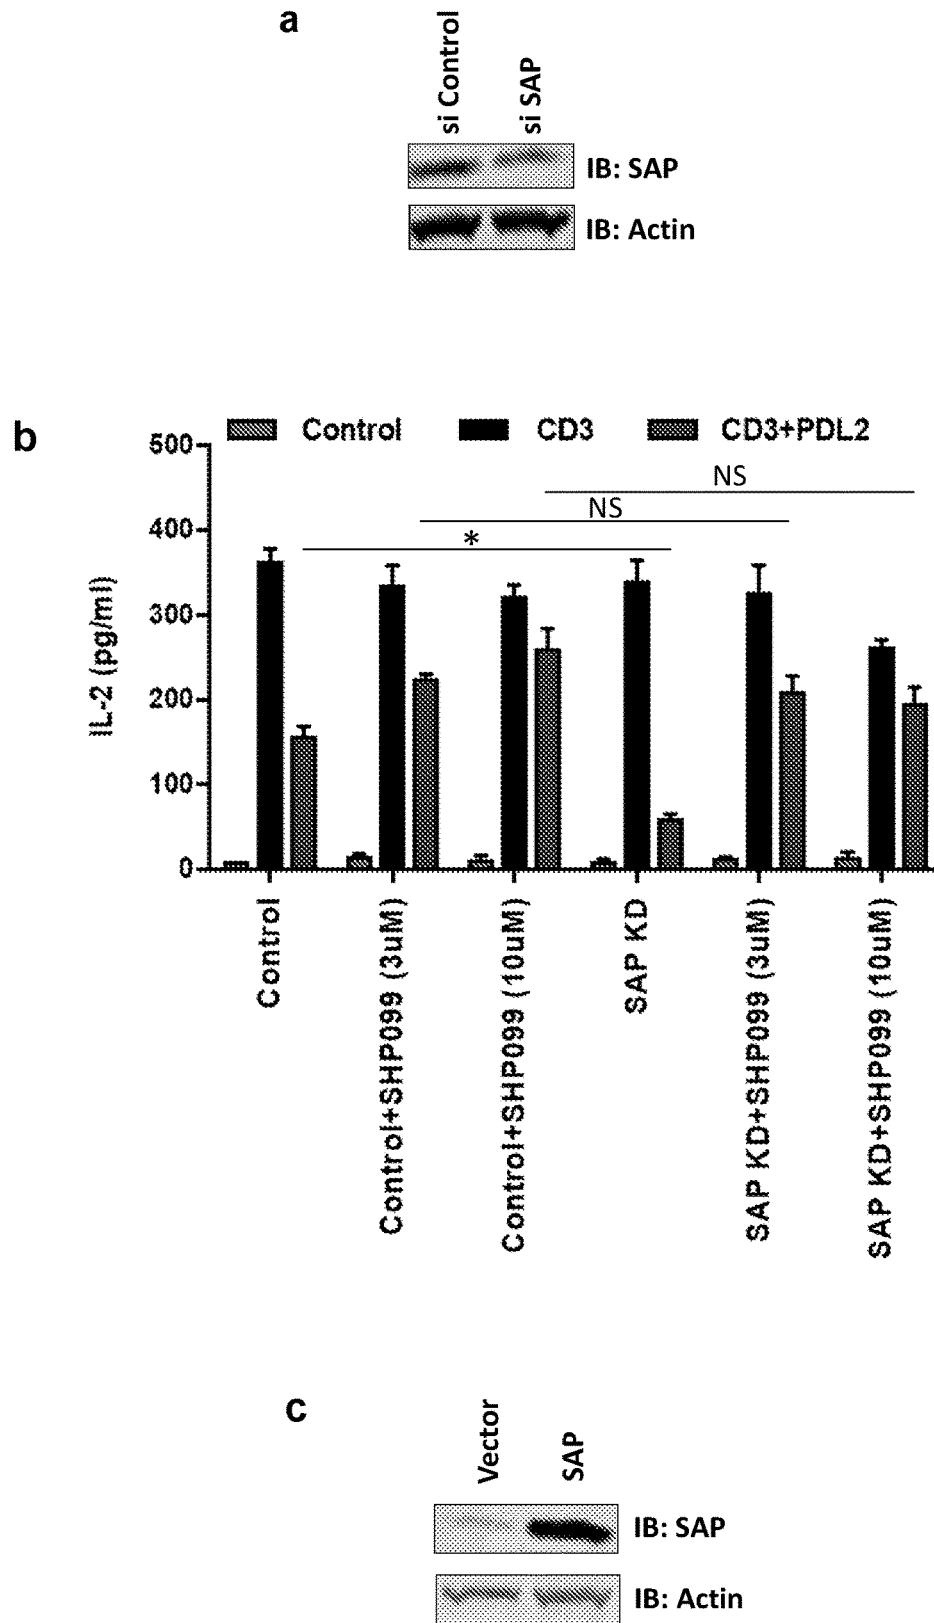 a
si Control
si SAP
IB: SAP
IB: Actin
b
Control
CD3
CD3+PDL2
500
400
300
200
100
0
IL-2 (pg/ml)
NS
NS
*
Control
Control+SHP099 (3uM)
Control+SHP099 (10uM)
SAP KD
SAP KD+SHP099 (3uM)
SAP KD+SHP099 (10uM)
c
Vector
SAP
IB: SAP
IB: Actin